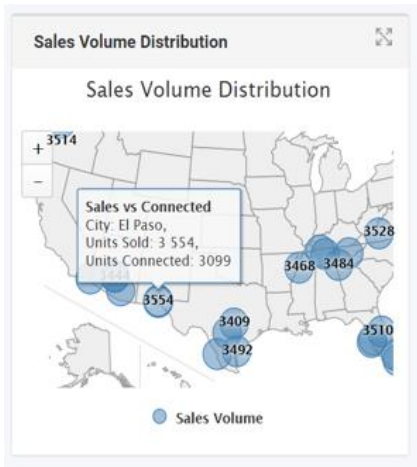 Sales Volume Distribution
Sales Volume Distribution
+
3514
−
Sales vs Connected
City: El Paso,
Units Sold: 3 554,
Units Connected: 3099
3528
3468
3484
3444
3554
3409
3492
3510
Sales Volume